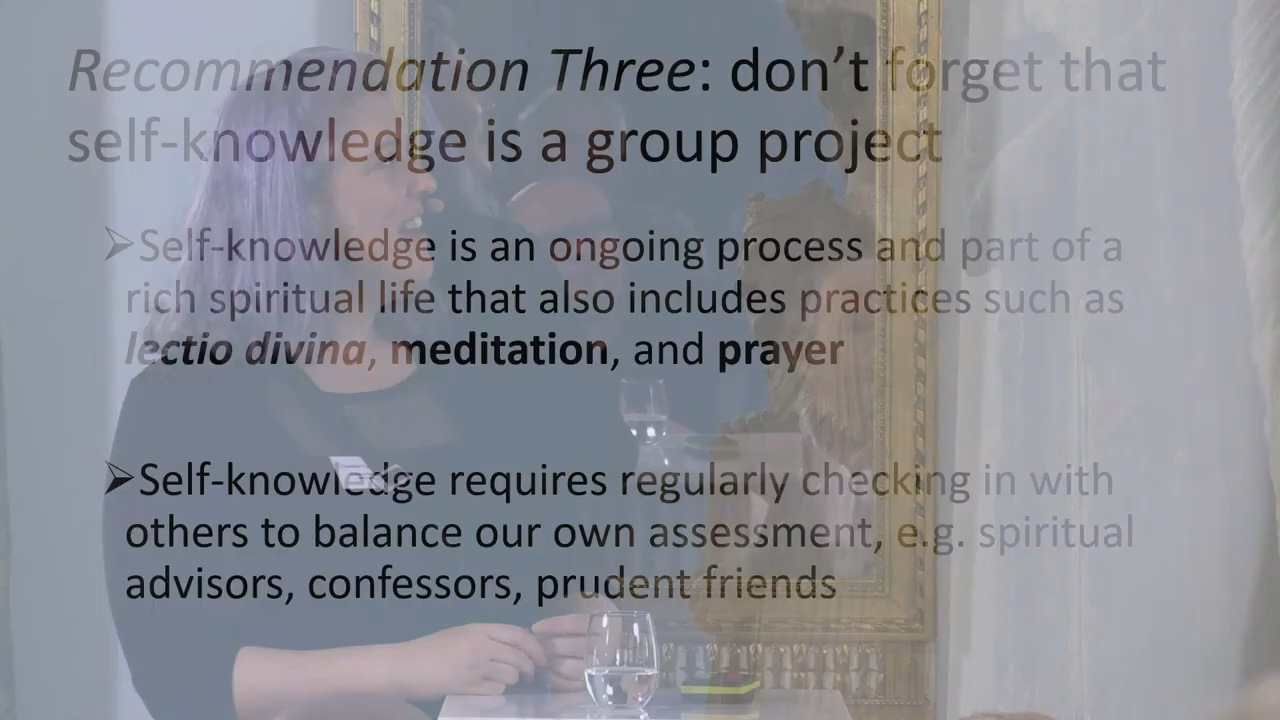 Recommendation Three: don’t forget that
self-knowledge is a group project
➢Self-knowledge is an ongoing process and part of a
rich spiritual life that also includes practices such as
lectio divina, meditation, and prayer
➢Self-knowledge requires regularly checking in with
others to balance our own assessment, e.g. spiritual
advisors, confessors, prudent friends